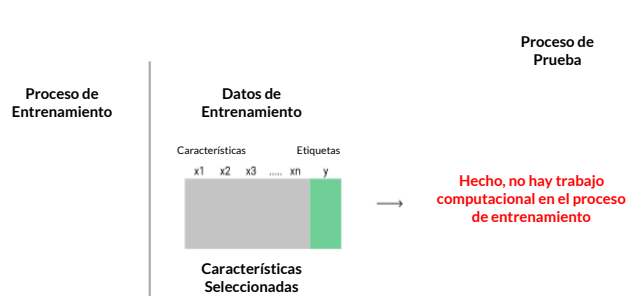 Proceso de
Prueba
Proceso de
Entrenamiento
Datos de
Entrenamiento
Características
Etiquetas
x1 x2 x3 ..... xn y
Hecho, no hay trabajo
computacional en el proceso
de entrenamiento
Características
Seleccionadas